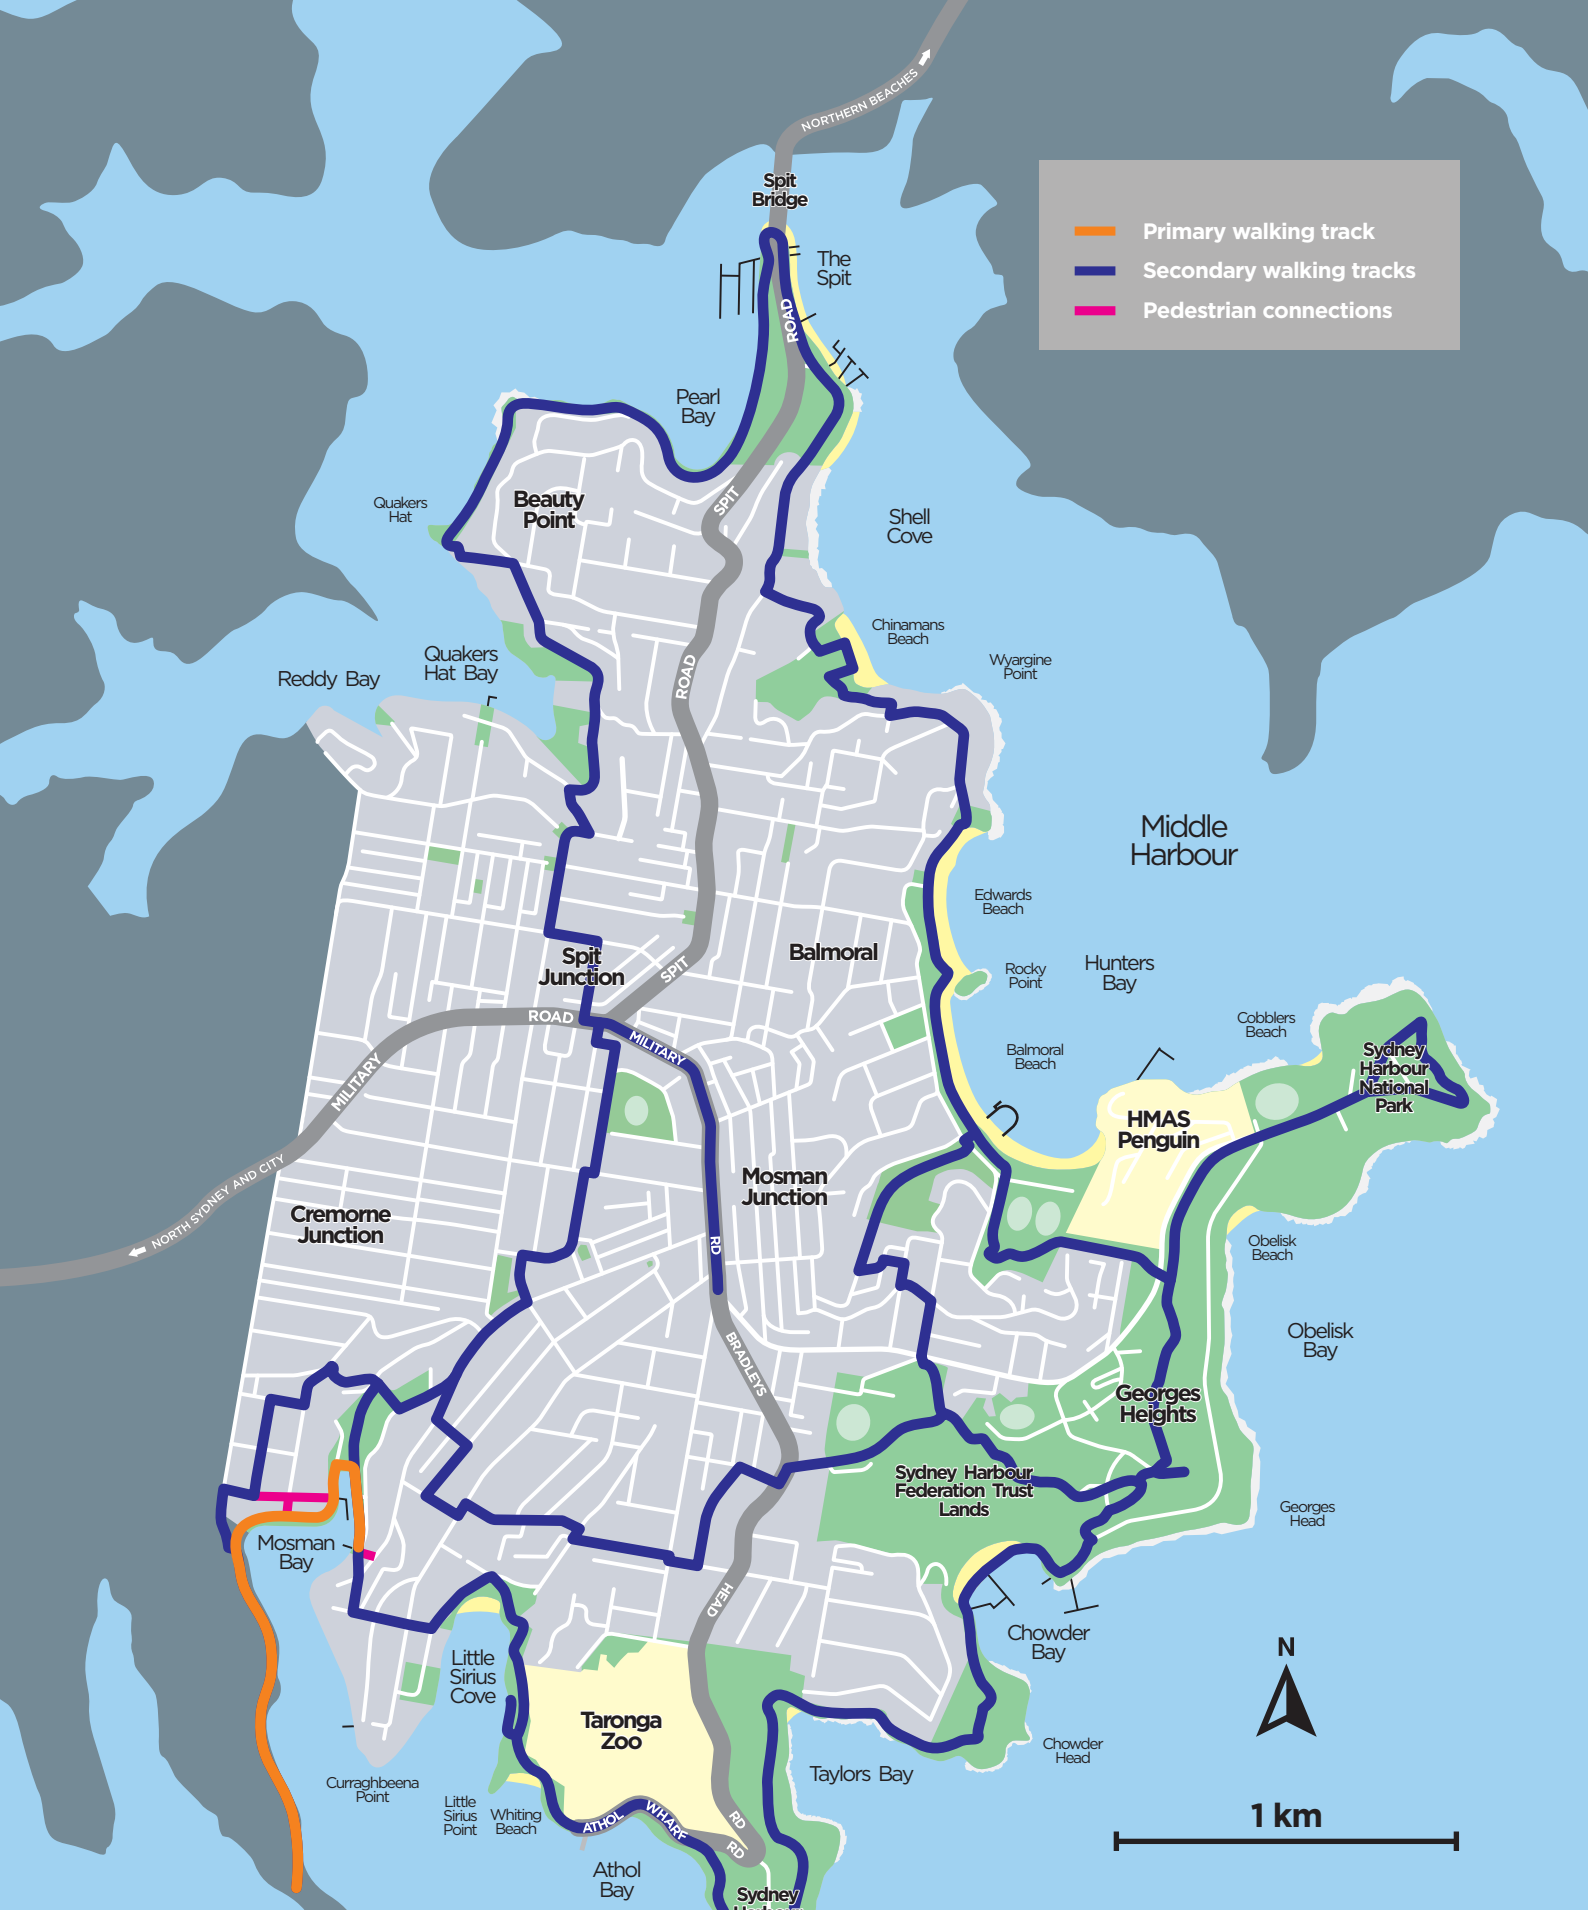 NORTHERN BEACHES
Spit
Bridge
The
Spit
Primary walking track
Secondary walking tracks
Pedestrian connections
ROAD
Pearl
Bay
Quakers
Hat
Beauty
Point
SPIT
Shell
Cove
Chinamans
Beach
Wyargine
Point
Quakers
Hat Bay
Reddy Bay
ROAD
Middle
Harbour
Edwards
Beach
Balmoral
Spit
Junction
SPIT
Rocky
Point
Hunters
Bay
ROAD
MILITARY
MILITARY
Balmoral
Beach
Cobblers
Beach
Sydney
Harbour
National
Park
HMAS
Penguin
Mosman
Junction
NORTH SYDNEY AND CITY
Cremorne
Junction
RD
Obelisk
Beach
Obelisk
Bay
BRADLEYS
Georges
Heights
Sydney Harbour
Federation Trust
Lands
Georges
Head
Mosman
Bay
HEAD
Chowder
Bay
N
Little
Sirius
Cove
Taronga
Zoo
Chowder
Head
Taylors Bay
Curraghbeena
Point
Little
Sirius
Point
Whiting
Beach
ATHOL
WHARF
RD
RD
1 km
Athol
Bay
Sydney